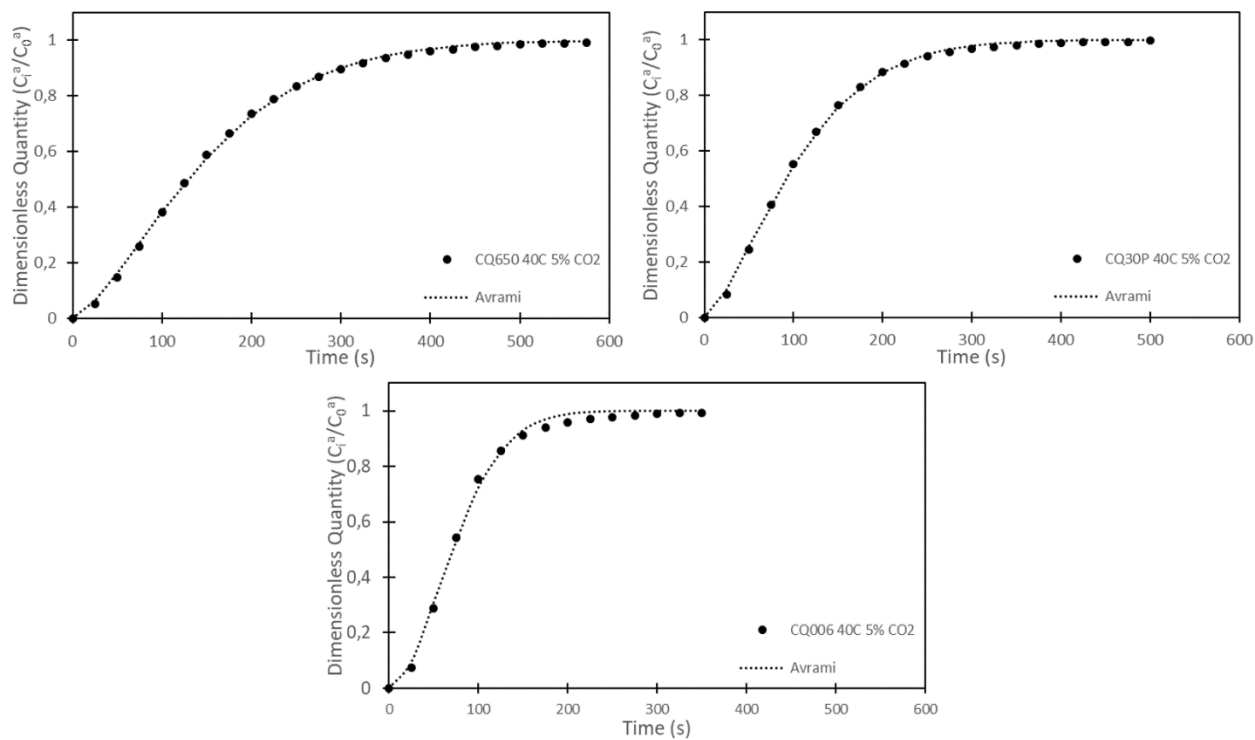 Dimensionless Quantity (Cᵢᵃ/C₀ᵃ)
1
0,8
0,6
0,4
0,2
0
0 100 200 300 400 500 600
Time (s)
CQ650 40C 5% CO2
Avrami
Dimensionless Quantity (Cᵢᵃ/C₀ᵃ)
1
0,8
0,6
0,4
0,2
0
0 100 200 300 400 500 600
Time (s)
CQ30P 40C 5% CO2
Avrami
Dimensionless Quantity (Cᵢᵃ/C₀ᵃ)
1
0,8
0,6
0,4
0,2
0
0 100 200 300 400 500 600
Time (s)
CQ006 40C 5% CO2
Avrami